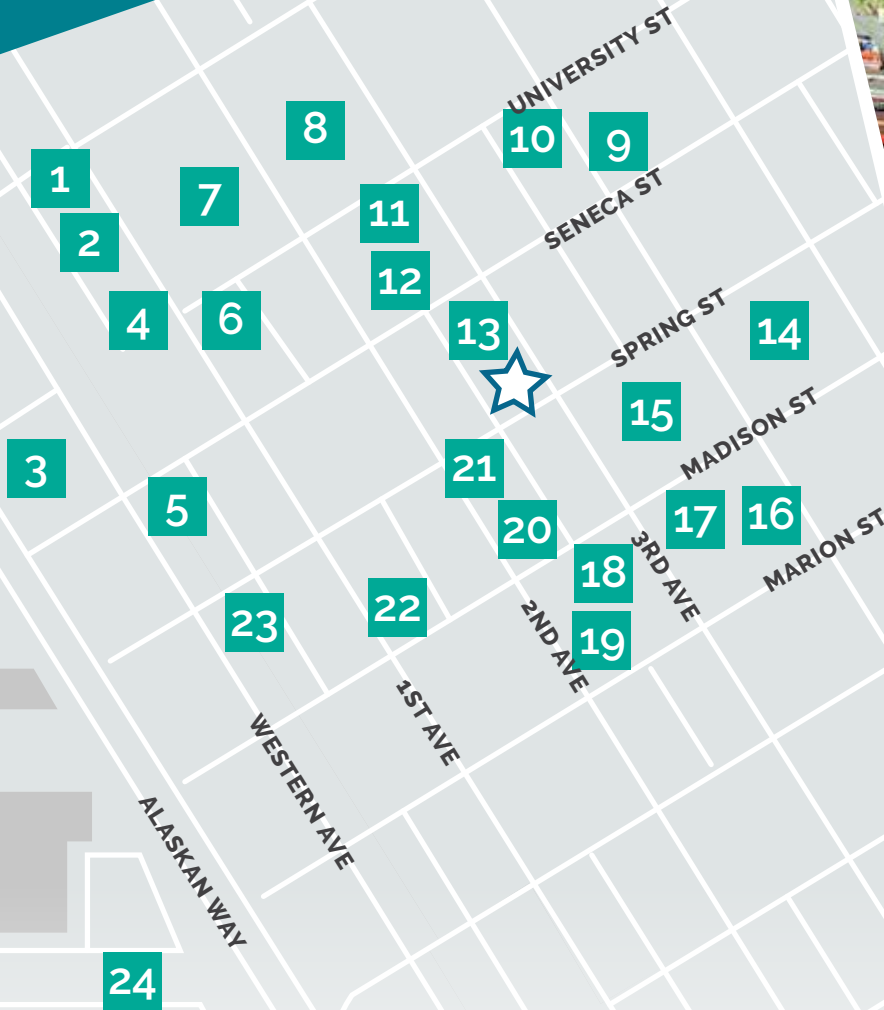 UNIVERSITY ST
8
10
9
1
7
SENECA ST
11
2
12
4
6
13
SPRING ST
14
15
MADISON ST
3
21
5
20
17
16
MARION ST
3RD AVE
18
22
23
2ND AVE
19
1ST AVE
WESTERN AVE
ALASKAN WAY
24